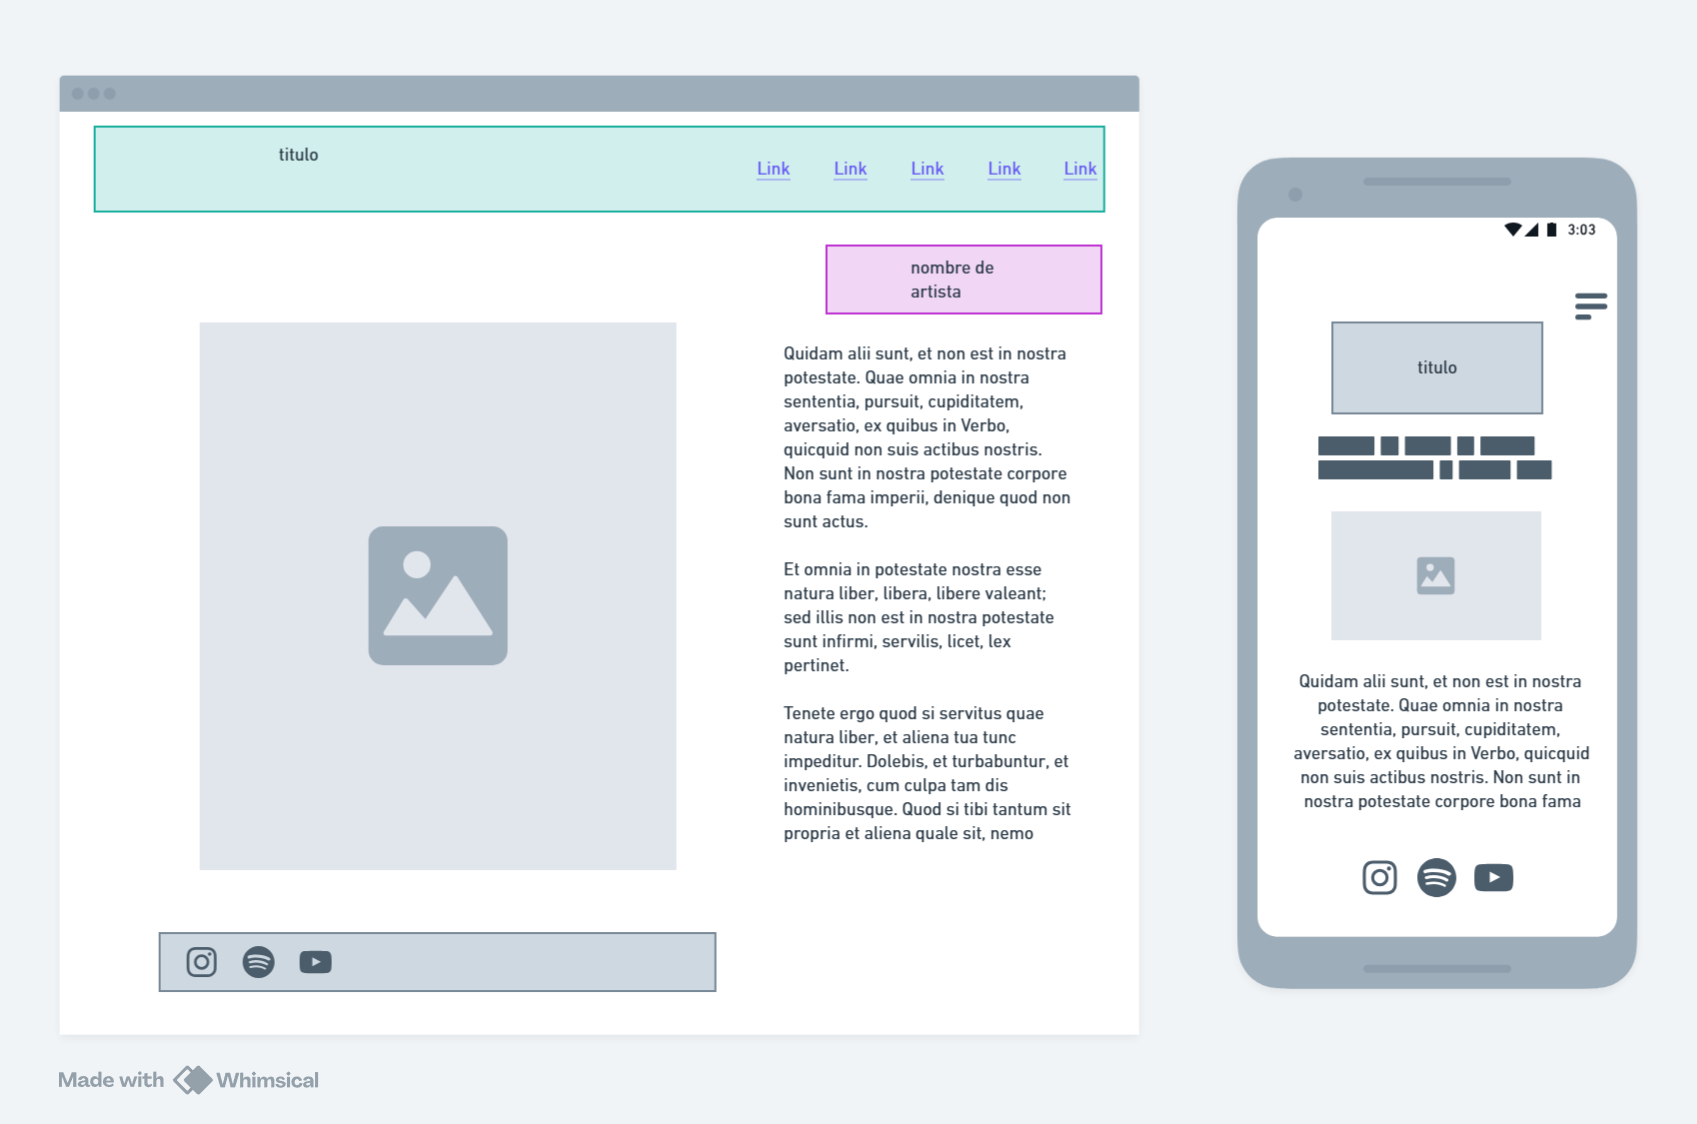 titulo
Link Link Link Link Link
nombre de
artista
Quidam alii sunt, et non est in nostra
potestate. Quae omnia in nostra
sententia, pursuit, cupiditatem,
aversatio, ex quibus in Verbo,
quicquid non suis actibus nostris.
Non sunt in nostra potestate corpore
bona fama imperii, denique quod non
sunt actus.
Et omnia in potestate nostra esse
natura liber, libera, libere valeant;
sed illis non est in nostra potestate
sunt infirmi, servilis, licet, lex
pertinet.
Tenete ergo quod si servitus quae
natura liber, et aliena tua tunc
impeditur. Dolebis, et turbabuntur, et
invenietis, cum culpa tam dis
hominibusque. Quod si tibi tantum sit
propria et aliena quale sit, nemo
3:03
titulo
Quidam alii sunt, et non est in nostra
potestate. Quae omnia in nostra
sententia, pursuit, cupiditatem,
aversatio, ex quibus in Verbo, quicquid
non suis actibus nostris. Non sunt in
nostra potestate corpore bona fama
Made with Whimsical